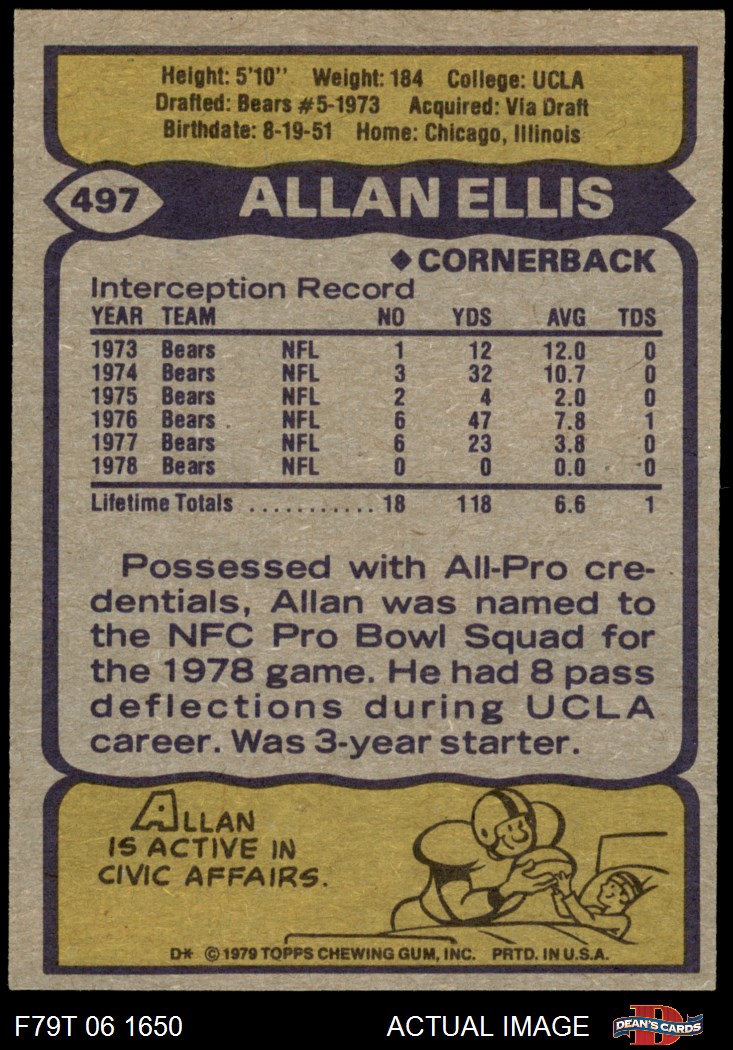 Height: 5'10" Weight: 184 College: UCLA
Drafted: Bears #5-1973 Acquired: Via Draft
Birthdate: 8-19-51 Home: Chicago, Illinois
497 ALLAN ELLIS
◆ CORNERBACK
Interception Record
YEAR TEAM NO YDS AVG TDS
1973 Bears NFL 1 12 12.0 0
1974 Bears NFL 3 32 10.7 0
1975 Bears NFL 2 4 2.0 0
1976 Bears NFL 6 47 7.8 1
1977 Bears NFL 6 23 3.8 0
1978 Bears NFL 0 0 0.0 0
Lifetime Totals ........... 18 118 6.6 1
Possessed with All-Pro cre-
dentials, Allan was named to
the NFC Pro Bowl Squad for
the 1978 game. He had 8 pass
deflections during UCLA
career. Was 3-year starter.
ALLAN
IS ACTIVE IN
CIVIC AFFAIRS.
D* © 1979 TOPPS CHEWING GUM, INC. PRTD. IN U.S.A.
F79T 06 1650 ACTUAL IMAGE
D
DEAN'S CARDS